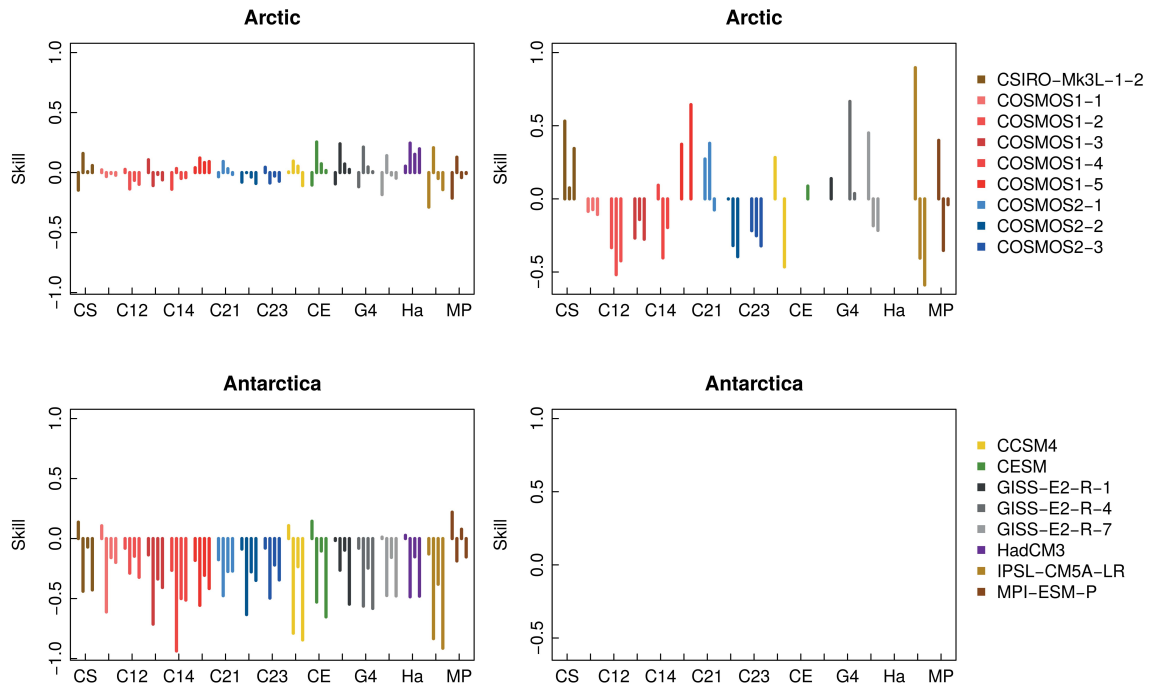 Arctic
Skill
1.0
0.5
0.0
−0.5
−1.0
CS C12 C14 C21 C23 CE G4 Ha MP
Arctic
Skill
1.0
0.5
0.0
−0.5
CS C12 C14 C21 C23 CE G4 Ha MP
CSIRO−Mk3L−1−2
COSMOS1−1
COSMOS1−2
COSMOS1−3
COSMOS1−4
COSMOS1−5
COSMOS2−1
COSMOS2−2
COSMOS2−3
Antarctica
Skill
1.0
0.5
0.0
−0.5
−1.0
CS C12 C14 C21 C23 CE G4 Ha MP
Antarctica
Skill
1.0
0.5
0.0
−0.5
CS C12 C14 C21 C23 CE G4 Ha MP
CCSM4
CESM
GISS−E2−R−1
GISS−E2−R−4
GISS−E2−R−7
HadCM3
IPSL−CM5A−LR
MPI−ESM−P